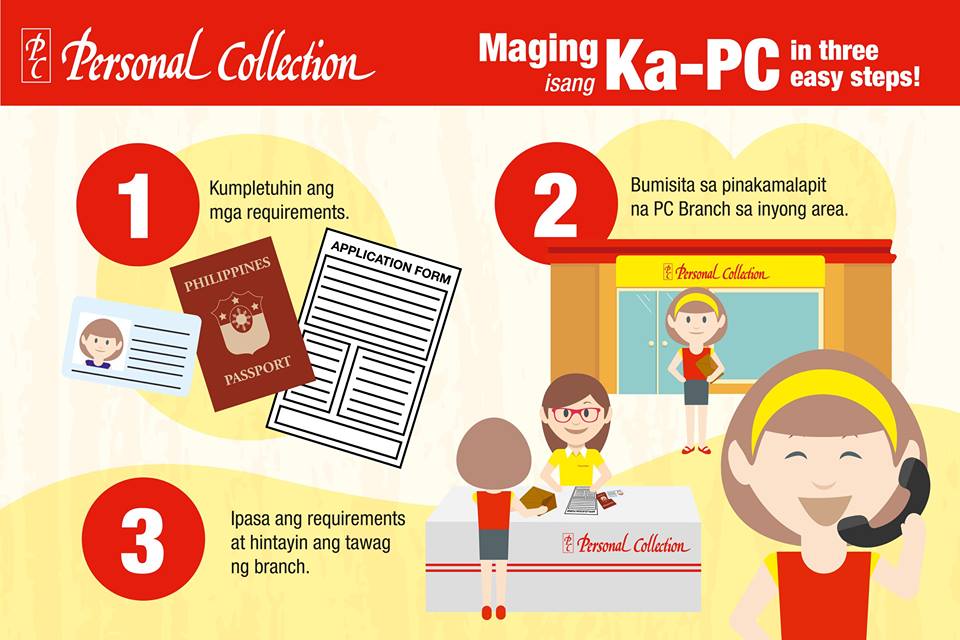 PC Personal Collection
Maging
isang
Ka-PC
in three
easy steps!
1
Kumpletuhin ang
mga requirements.
PHILIPPINES
PASSPORT
APPLICATION FORM
2
Bumisita sa pinakamalapit
na PC Branch sa inyong area.
PC Personal Collection
3
Ipasa ang requirements
at hintayin ang tawag
ng branch.
PC Personal Collection